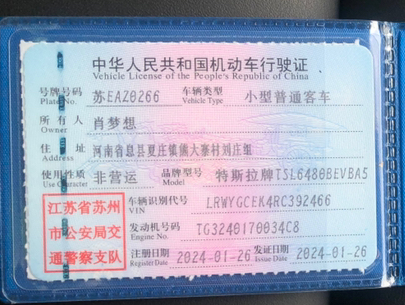 中华人民共和国机动车行驶证
Vehicle License of the People's Republic of China
号牌号码 苏EAZ0266 车辆类型 小型普通客车
Plate No. Vehicle Type
所有人 肖梦想
Owner
住址 河南省息县夏庄镇

村刘庄组
Address
使用性质 非营运 品牌型号 特斯拉牌TSL6480BEVBA5
Use Character Model
江苏省苏州市公安局交通警察支队
车辆识别代号 LRWYGCEK4RC392466
VIN
发动机号码 TG3240170034C8
Engine No.
注册日期 2024-01-26 发证日期 2024-01-26
Register Date Issue Date